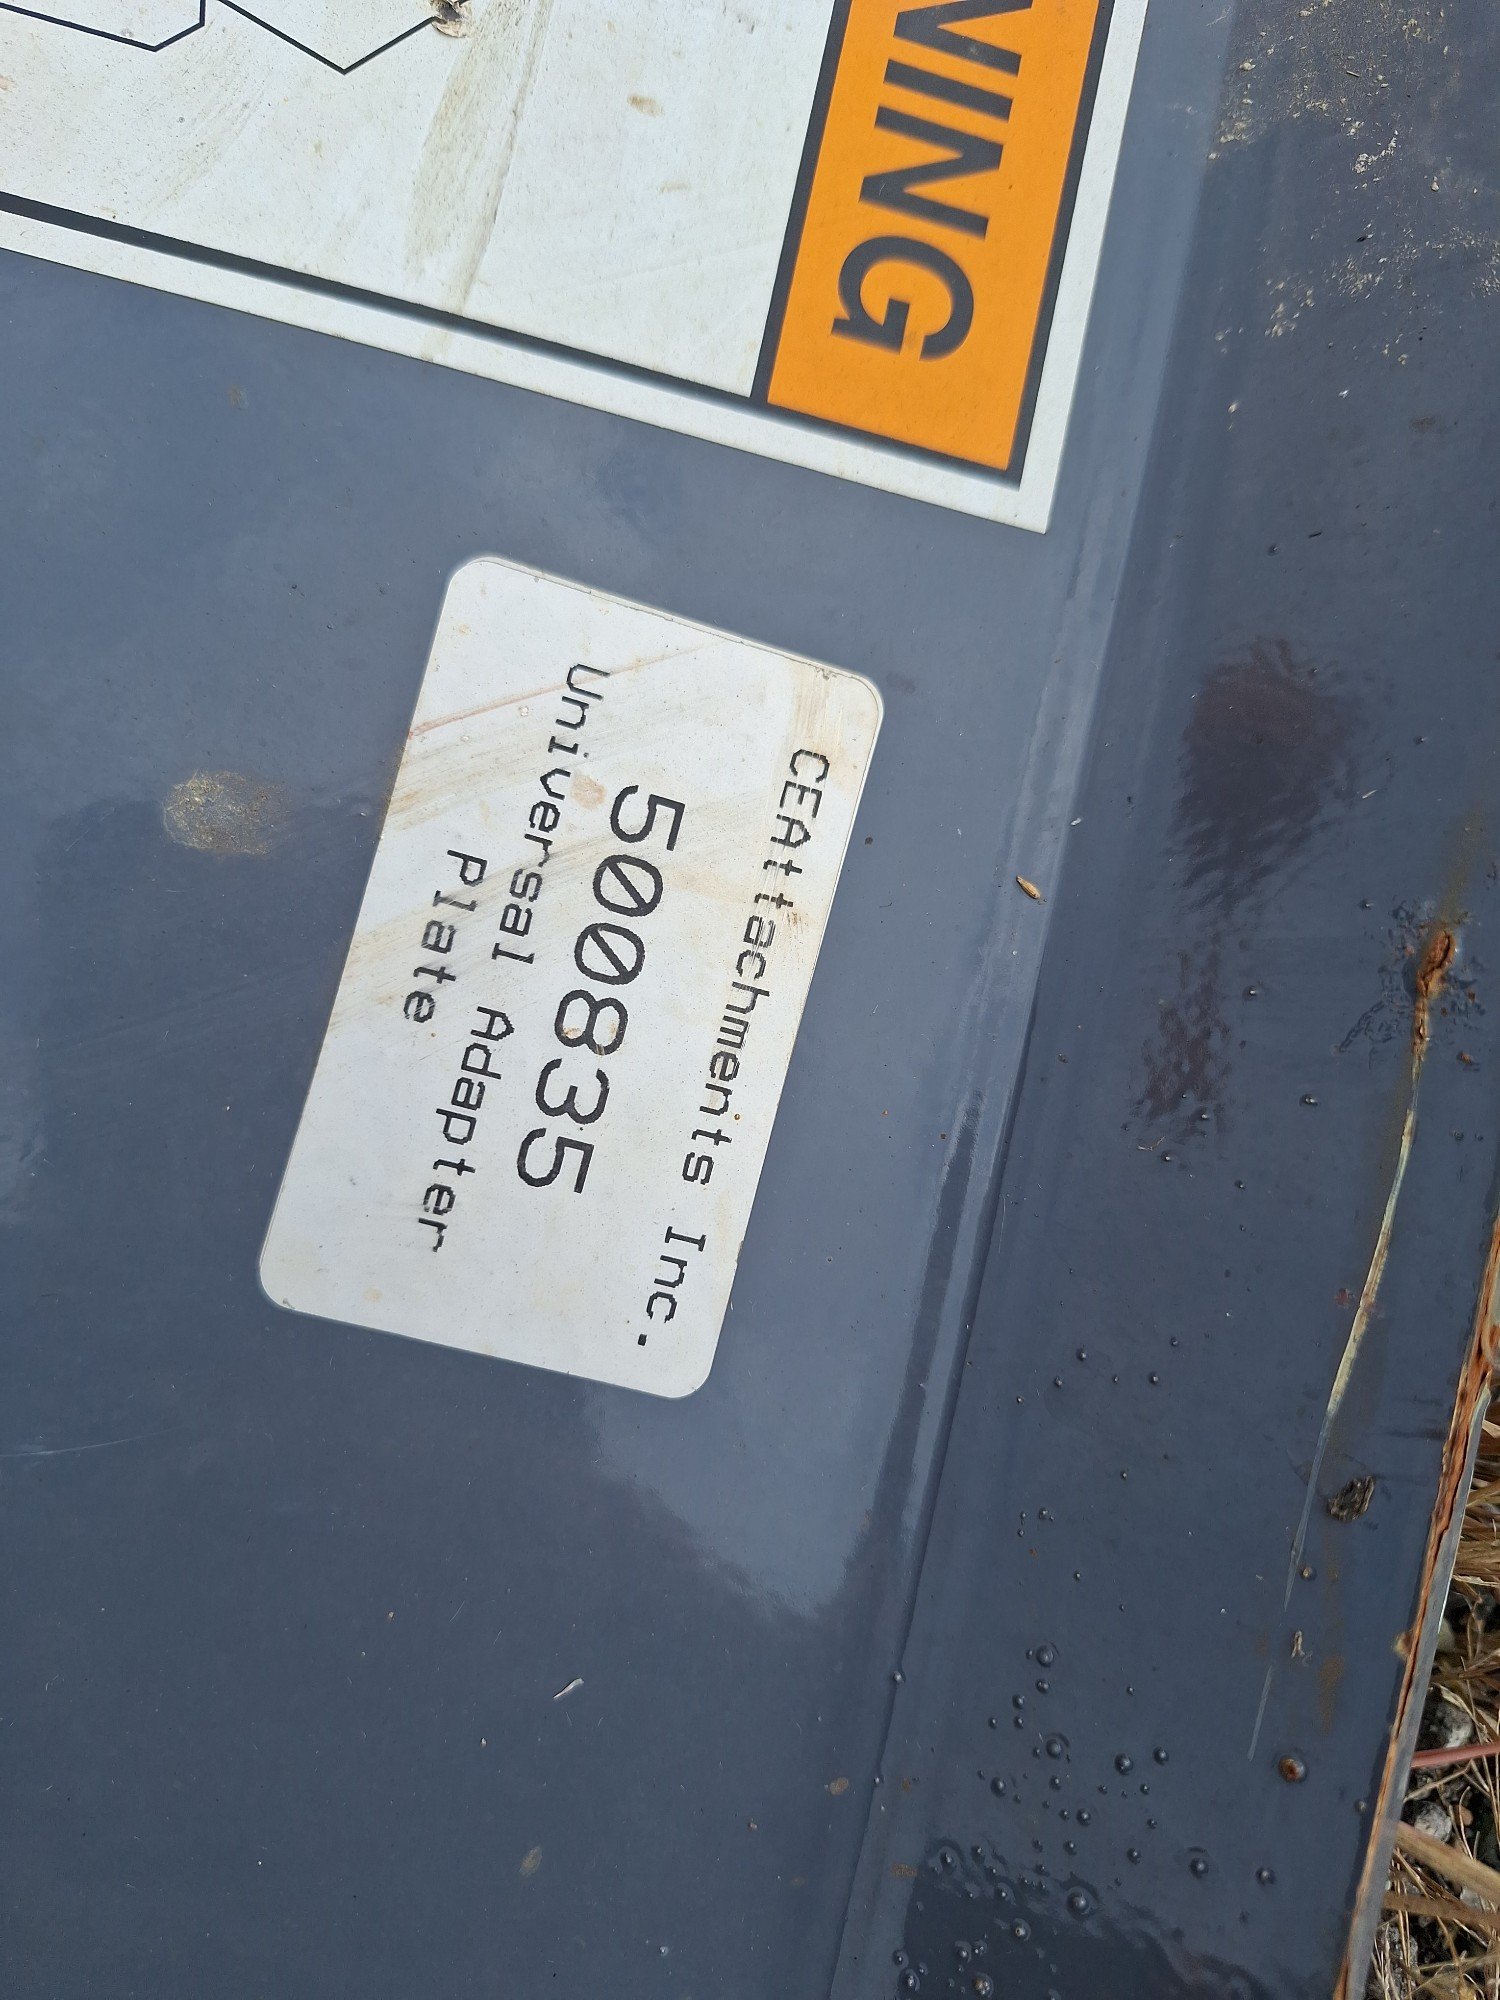 NING
CEAttachments Inc.
500835
Universal Adapter
Plate